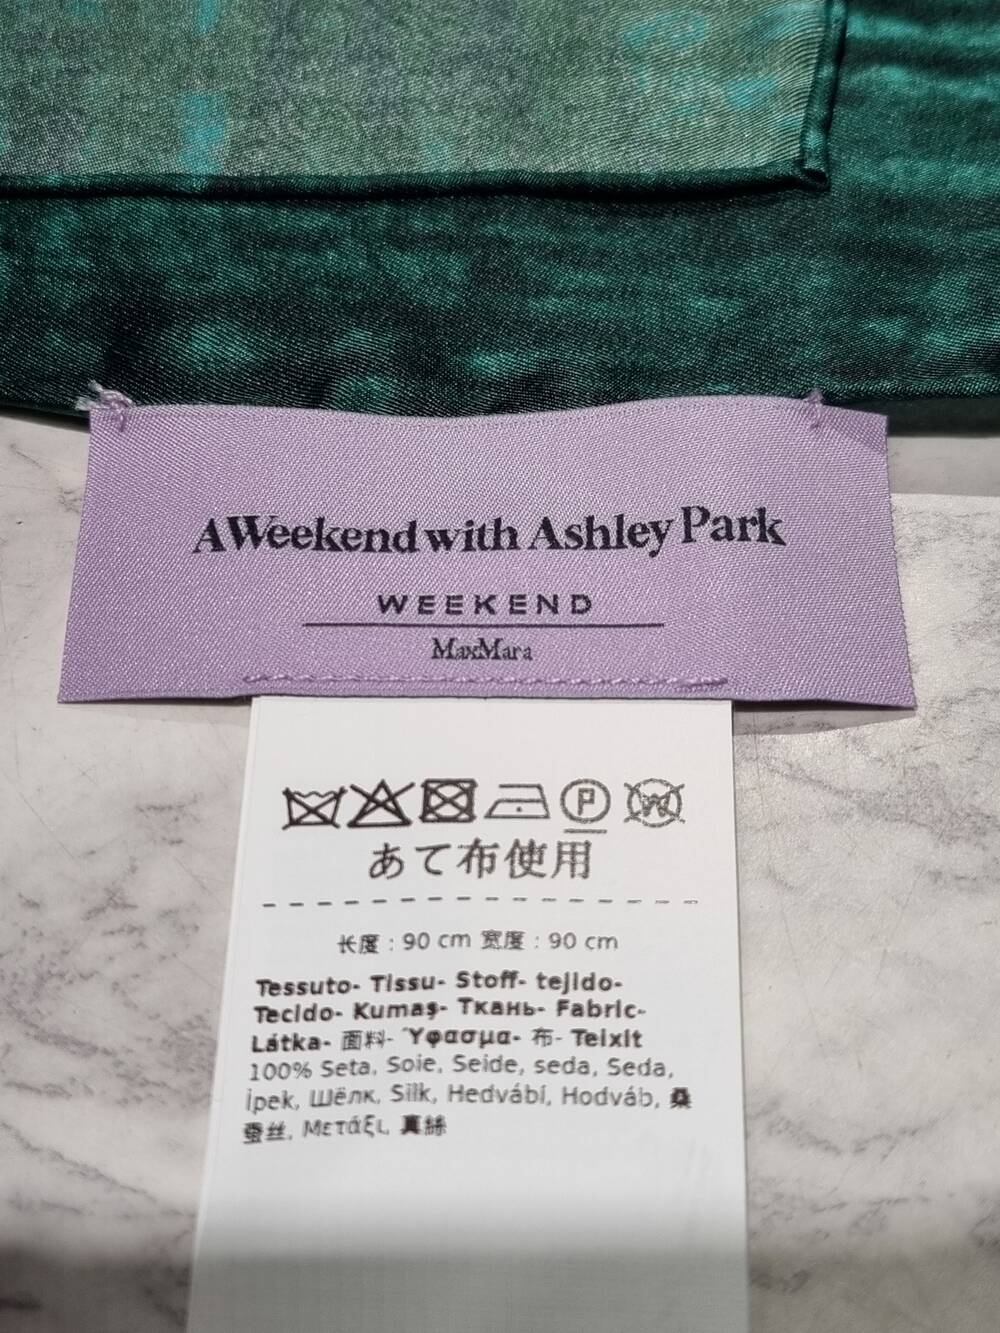 A Weekend with Ashley Park
WEEKEND
MaxMara
P
W
あて布使用
长度 : 90 cm 宽度 : 90 cm
Tessuto- Tissu- Stoff- tejido-
Tecido- Kumaş- Ткань- Fabric-
Látka- 面料- Ύφασμα- 布- Teixit
100% Seta, Soie, Seide, seda, Seda,
İpek, Шёлк, Silk, Hedvábí, Hodváb, 桑
蚕丝, Μετάξι, 真絲